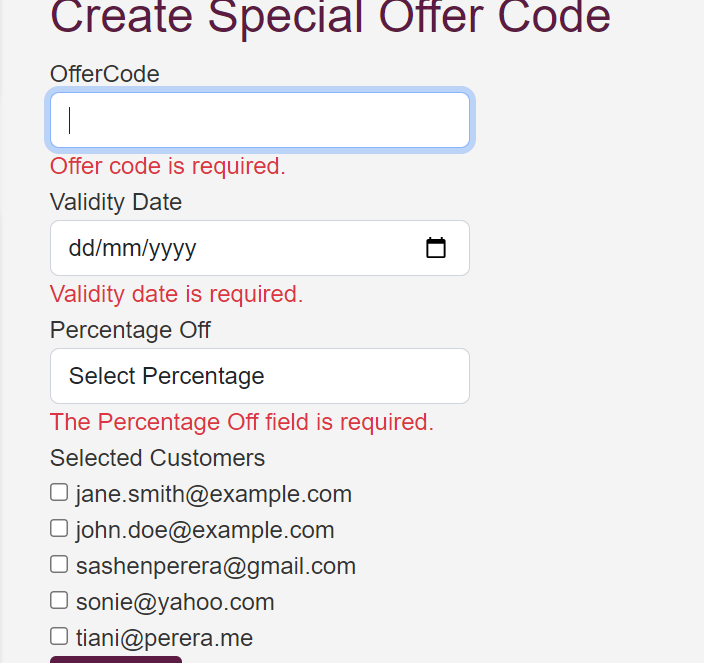 Create Special Offer Code
OfferCode
Offer code is required.
Validity Date
dd/mm/yyyy
Validity date is required.
Percentage Off
Select Percentage
The Percentage Off field is required.
Selected Customers
jane.smith@example.com
john.doe@example.com
sashenperera@gmail.com
sonie@yahoo.com
tiani@perera.me